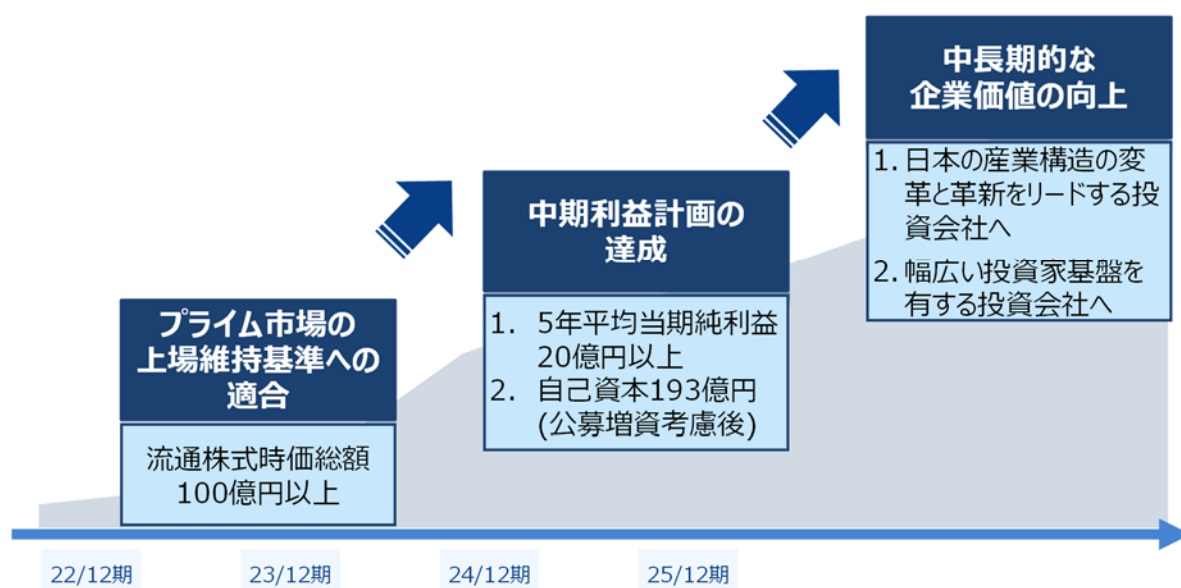 中長期的な
企業価値の向上
1. 日本の産業構造の変
革と革新をリードする投
資会社へ
2. 幅広い投資家基盤を
有する投資会社へ
中期利益計画の
達成
1. 5年平均当期純利益
20億円以上
2. 自己資本193億円
(公募増資考慮後)
プライム市場の
上場維持基準への
適合
流通株式時価総額
100億円以上
22/12期
23/12期
24/12期
25/12期